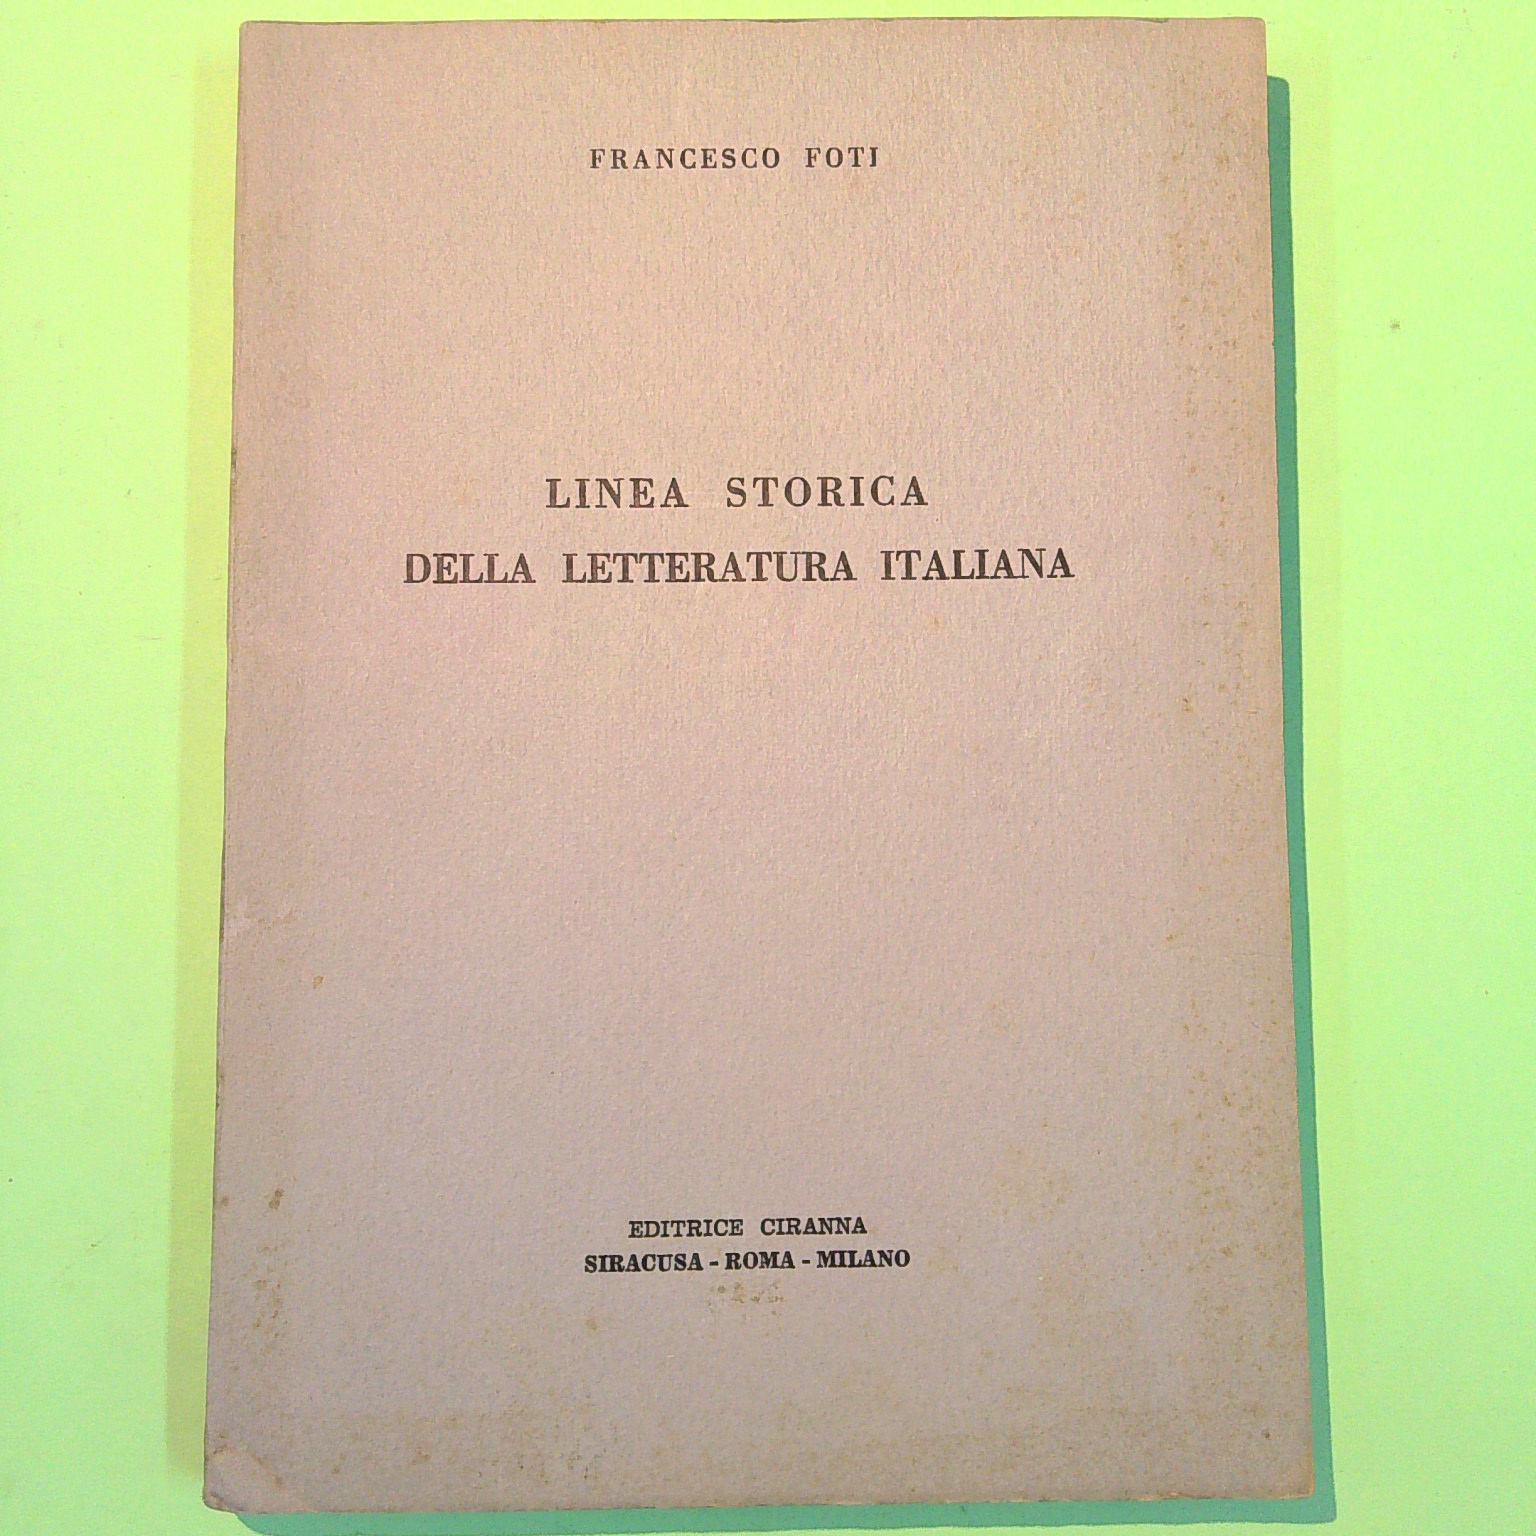 FRANCESCO FOTI
LINEA STORICA
DELLA LETTERATURA ITALIANA
EDITRICE CIRANNA
SIRACUSA - ROMA - MILANO